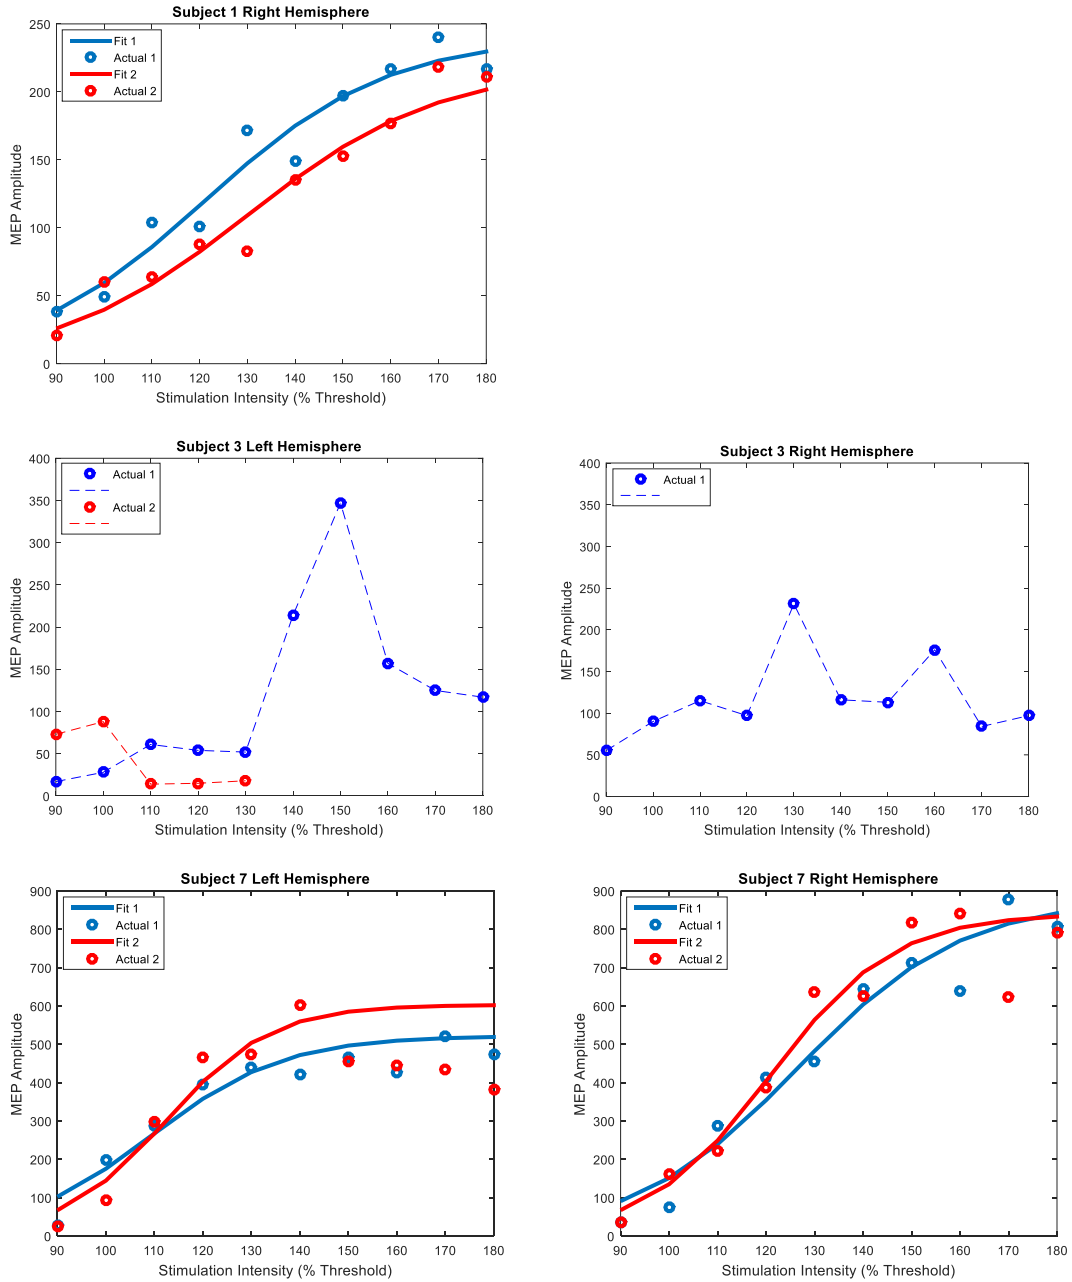 Subject 1 Right Hemisphere
250
200
150
100
50
0
MEP Amplitude
Fit 1
Actual 1
Fit 2
Actual 2
90 100 110 120 130 140 150 160 170 180
Stimulation Intensity (% Threshold)
Subject 3 Left Hemisphere
400
350
300
250
200
150
100
50
0
MEP Amplitude
Actual 1
Actual 2
90 100 110 120 130 140 150 160 170 180
Stimulation Intensity (% Threshold)
Subject 3 Right Hemisphere
400
350
300
250
200
150
100
50
0
MEP Amplitude
Actual 1
90 100 110 120 130 140 150 160 170 180
Stimulation Intensity (% Threshold)
Subject 7 Left Hemisphere
900
800
700
600
500
400
300
200
100
0
MEP Amplitude
Fit 1
Actual 1
Fit 2
Actual 2
90 100 110 120 130 140 150 160 170 180
Stimulation Intensity (% Threshold)
Subject 7 Right Hemisphere
900
800
700
600
500
400
300
200
100
0
MEP Amplitude
Fit 1
Actual 1
Fit 2
Actual 2
90 100 110 120 130 140 150 160 170 180
Stimulation Intensity (% Threshold)